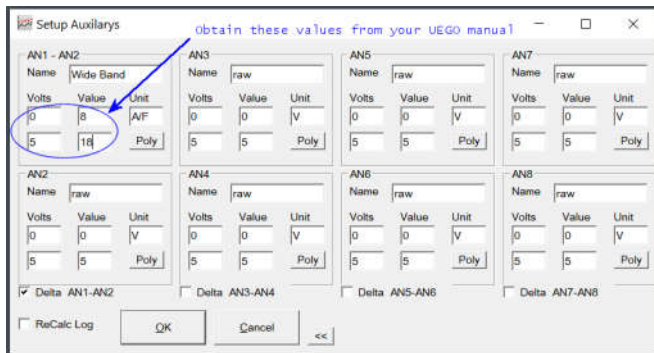 Setup Auxilarys
Obtain these values from your UEGO manual
AN1 - AN2
Name Wide Band
Volts Value Unit
0 8 A/F
5 18 Poly
AN3
Name raw
Volts Value Unit
0 0 V
5 5 Poly
AN5
Name raw
Volts Value Unit
0 0 V
5 5 Poly
AN7
Name raw
Volts Value Unit
0 0 V
5 5 Poly
AN2
Name raw
Volts Value Unit
0 0 V
5 5 Poly
AN4
Name raw
Volts Value Unit
0 0 V
5 5 Poly
AN6
Name raw
Volts Value Unit
0 0 V
5 5 Poly
AN8
Name raw
Volts Value Unit
0 0 V
5 5 Poly
Delta AN1-AN2
Delta AN3-AN4
Delta AN5-AN6
Delta AN7-AN8
ReCalc Log
OK
Cancel
<<